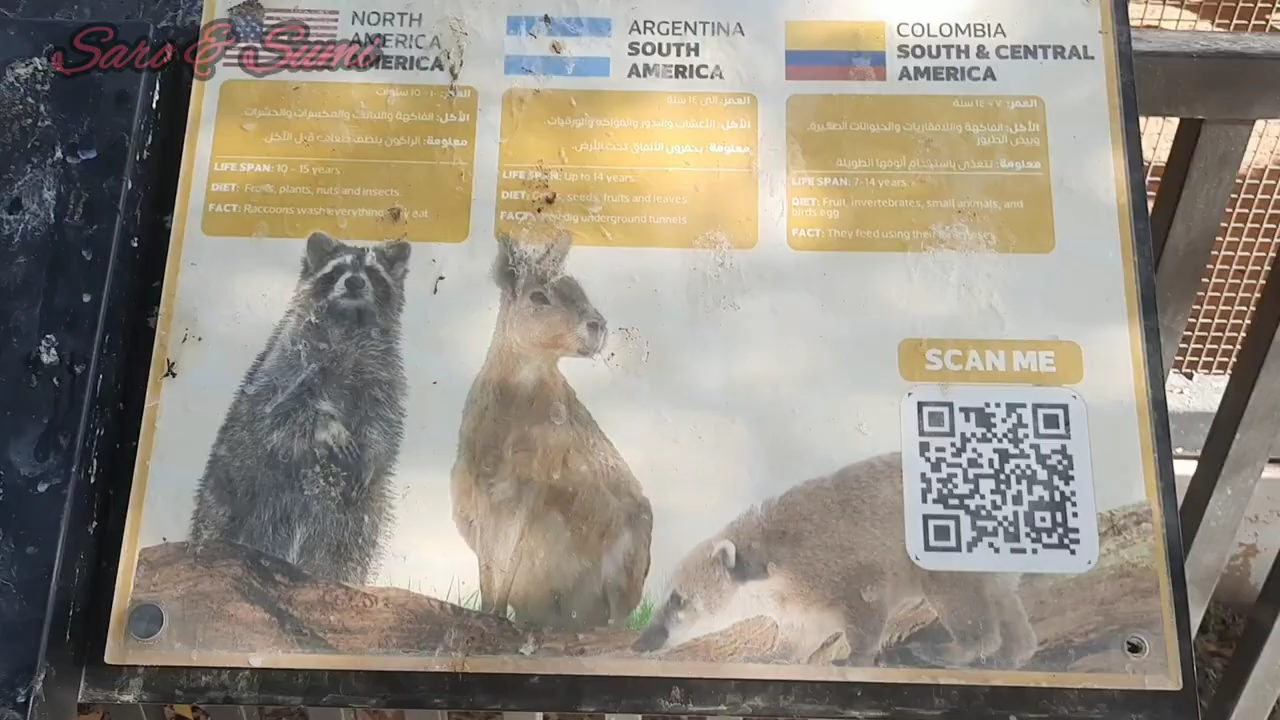 Saro & Sumi
NORTH
AMERICA
AMERICA
العمر: ١٠ - 15 سنوات
الأكل: الفاكهة والنباتات والمكسرات والحشرات
معلومة: الراكون ينظف طعامه قبل الأكل.
LIFE SPAN: 10 - 15 years
DIET: Fruits, plants, nuts and insects
FACT: Raccoons wash everything they eat
ARGENTINA
SOUTH
AMERICA
العمر: الى ١٤ سنة
الأكل: الأعشاب والبذور والفواكه والورقيات.
معلومة: يحفرون الأنفاق تحت الأرض.
LIFE SPAN: Up to 14 years
DIET: seeds, fruits and leaves
FACT: dig underground tunnels
COLOMBIA
SOUTH & CENTRAL
AMERICA
العمر: ٧ - ١٤ سنة
الأكل: الفاكهة واللافقاريات والحيوانات الصغيرة،
وبيض الطيور
معلومة: تتغذى باستخدام أنوفها الطويلة
LIFE SPAN: 7-14 years
DIET: Fruit, invertebrates, small animals, and
birds egg
FACT: They feed using their
SCAN ME